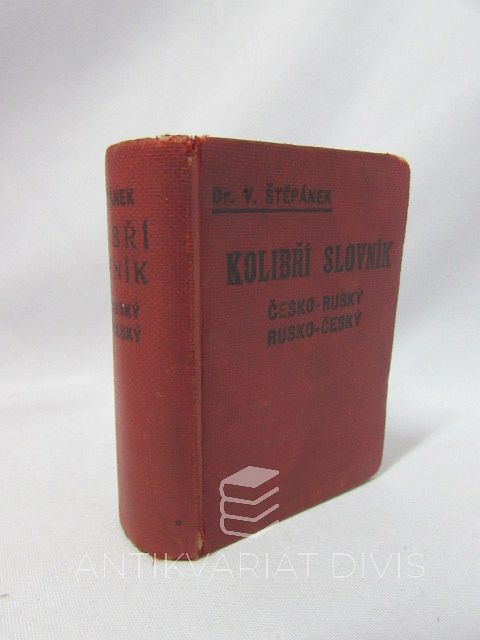 Dr. V. ŠTĚPÁNEK
KOLIBŘÍ SLOVNÍK
ČESKO-RUSKÝ
RUSKO-ČESKÝ
ANTIKVARIÁT DIVIŠ